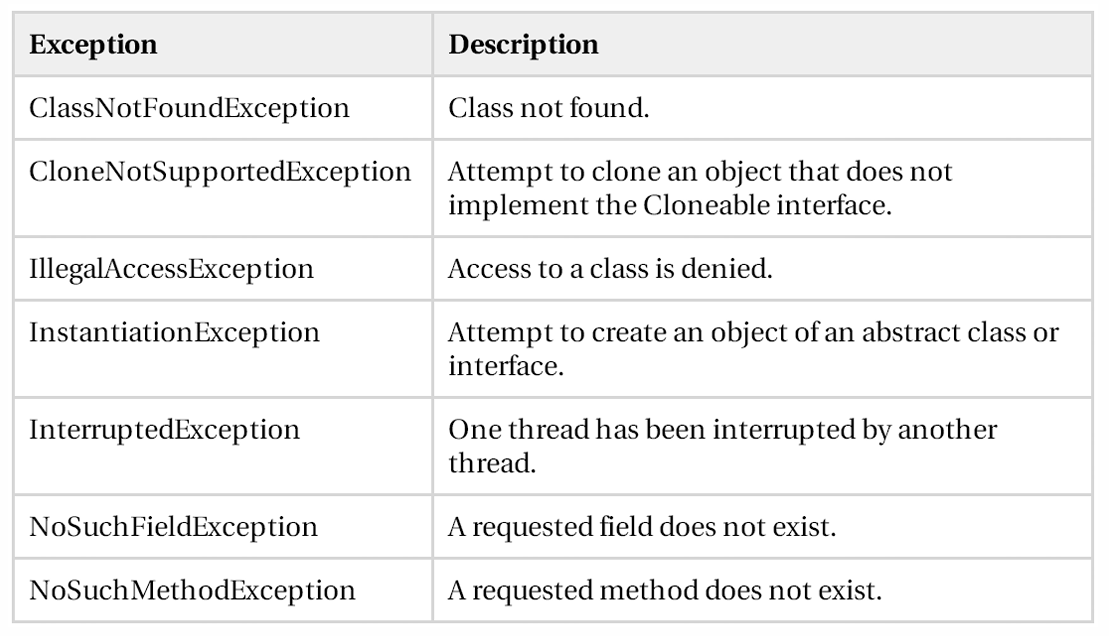 Exception Description
ClassNotFoundException Class not found.
CloneNotSupportedException Attempt to clone an object that does not
implement the Cloneable interface.
IllegalAccessException Access to a class is denied.
InstantiationException Attempt to create an object of an abstract class or
interface.
InterruptedException One thread has been interrupted by another
thread.
NoSuchFieldException A requested field does not exist.
NoSuchMethodException A requested method does not exist.